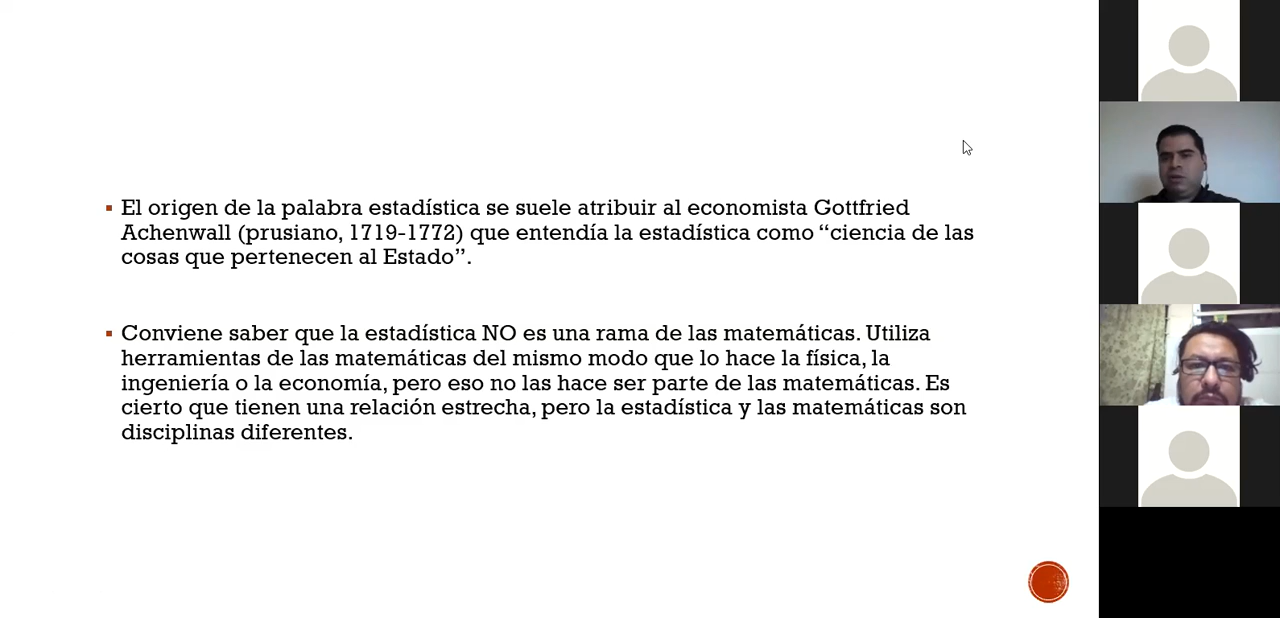 El origen de la palabra estadística se suele atribuir al economista Gottfried
Achenwall (prusiano, 1719-1772) que entendía la estadística como “ciencia de las
cosas que pertenecen al Estado”.
Conviene saber que la estadística NO es una rama de las matemáticas. Utiliza
herramientas de las matemáticas del mismo modo que lo hace la física, la
ingeniería o la economía, pero eso no las hace ser parte de las matemáticas. Es
cierto que tienen una relación estrecha, pero la estadística y las matemáticas son
disciplinas diferentes.